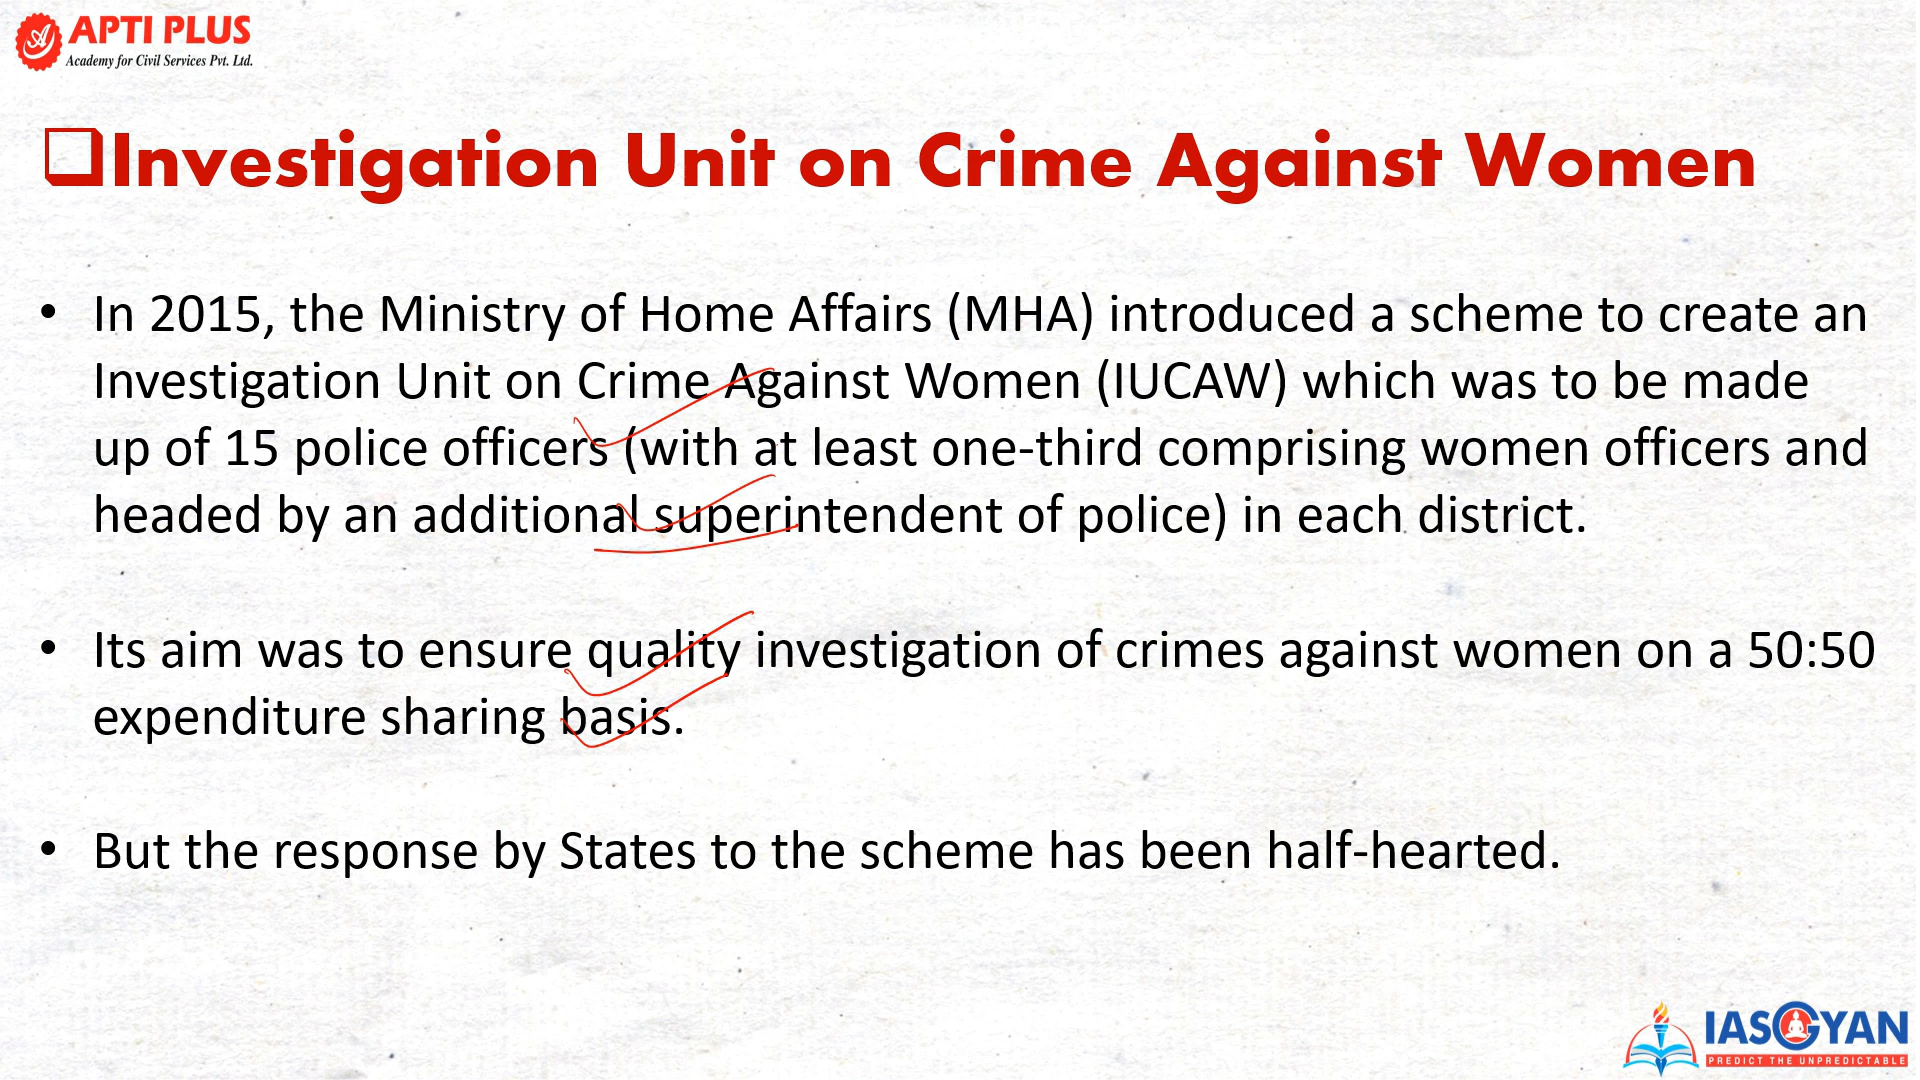 APTI PLUS
Academy for Civil Services Pvt. Ltd.
Investigation Unit on Crime Against Women
• In 2015, the Ministry of Home Affairs (MHA) introduced a scheme to create an
Investigation Unit on Crime Against Women (IUCAW) which was to be made
up of 15 police officers (with at least one-third comprising women officers and
headed by an additional superintendent of police) in each district.
• Its aim was to ensure quality investigation of crimes against women on a 50:50
expenditure sharing basis.
• But the response by States to the scheme has been half-hearted.
IASGYAN
PREDICT THE UNPREDICTABLE